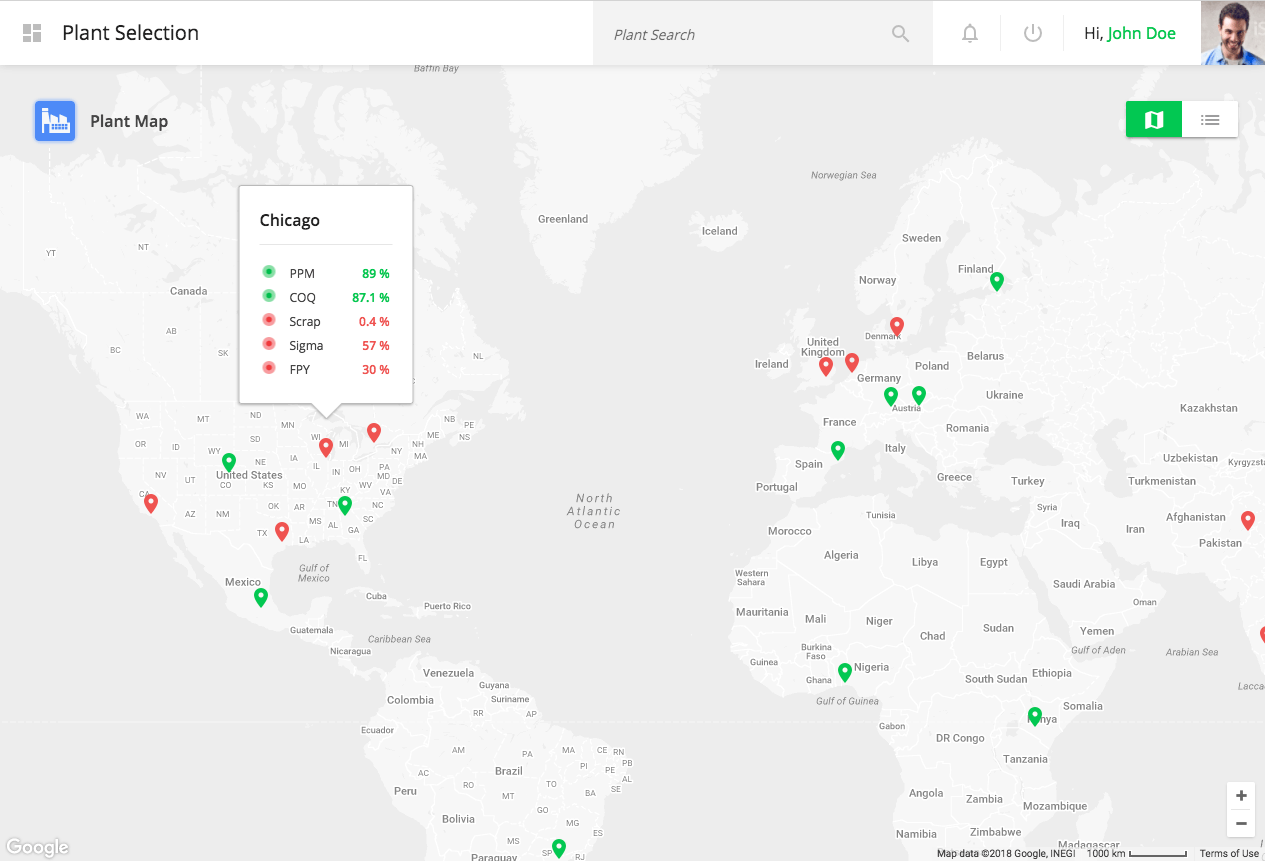 Plant Selection
Plant Search
Hi, John Doe
Baffin Bay
Plant Map
Norwegian Sea
Greenland
Iceland
Sweden
Finland
Norway
YT
NT
Canada
AB
BC
SK
NL
Chicago
PPM 89 %
COQ 87.1 %
Scrap 0.4 %
Sigma 57 %
FPY 30 %
Denmark
United
Kingdom
Ireland
Belarus
Poland
Germany
Ukraine
Austria
Kazakhstan
France
Romania
Italy
Uzbekistan
Kyrgyzsta
Spain
Greece
Turkey
Turkmenistan
Portugal
Syria
Tunisia
Afghanistan
Iraq
Iran
Morocco
Pakistan
WA
MT
ND
MN
OR
ID
SD
WI
MI
NB
PE
ME
NS
NH
MA
WY
NE
IA
NY
NV
UT
United States
CO
KS
MO
IL
IN
OH
PA
MD
DE
KY
WV
VA
CA
AZ
NM
OK
AR
TN
NC
SC
MS
AL
GA
TX
LA
FL
North
Atlantic
Ocean
Gulf of
Mexico
Mexico
Cuba
Puerto Rico
Guatemala
Caribbean Sea
Nicaragua
Algeria
Libya
Egypt
Western
Sahara
Saudi Arabia
Oman
Mauritania
Mali
Niger
Chad
Sudan
Yemen
Gulf of Aden
Arabian Sea
Burkina
Faso
Guinea
Ghana
Nigeria
Gulf of Guinea
South Sudan
Ethiopia
Somalia
Lacca
Venezuela
Guyana
Suriname
Colombia
RR
AP
Ecuador
Gabon
DR Congo
Kenya
Tanzania
AM
PA
MA
CE
RN
PB
PI
PE
AL
AC
Brazil
TO
RO
BA
SE
Peru
MT
GO
Bolivia
MG
ES
MS
SP
RJ
Paraguay
Angola
Zambia
Mozambique
Namibia
Zimbabwe
Madagascar
+
−
Google
Map data ©2018 Google, INEGI 1000 km Terms of Use